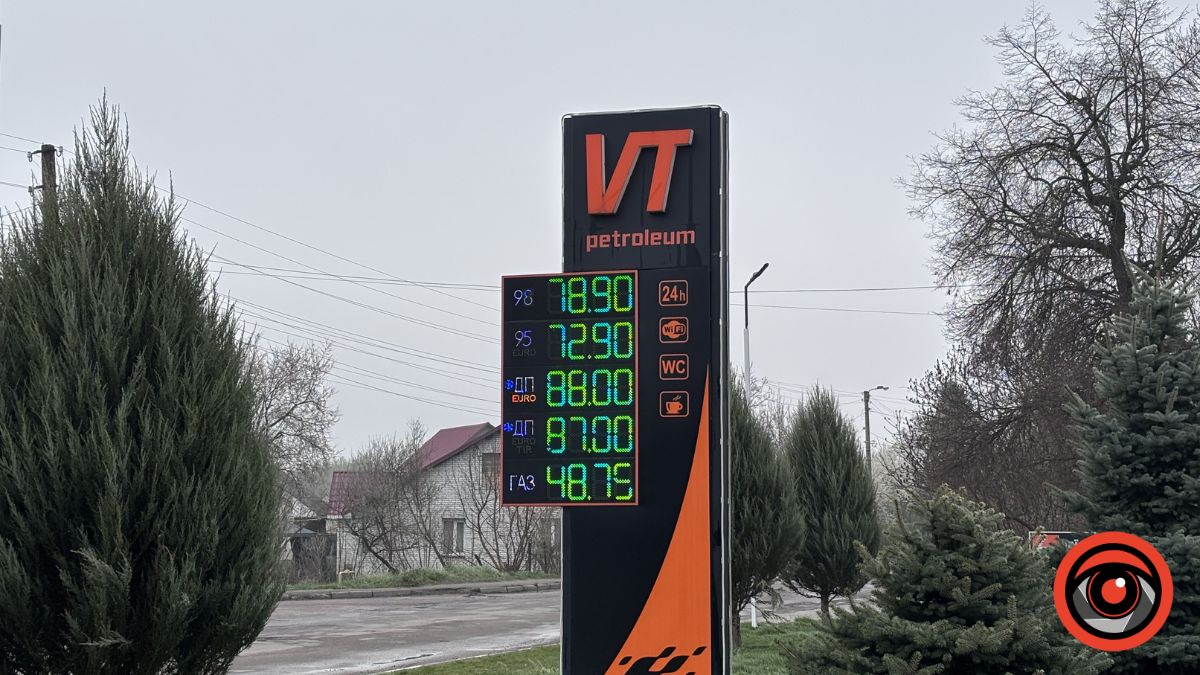 VT
petroleum
98 78.90
95 EURO 72.90
ДП EURO 88.00
ДП EURO TIR 87.00
ГАЗ 48.75
24h
WiFi
WC